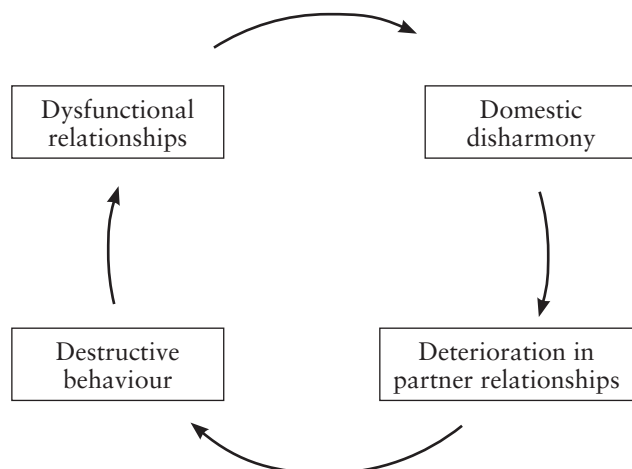 Dysfunctional
relationships
Domestic
disharmony
Destructive
behaviour
Deterioration in
partner relationships